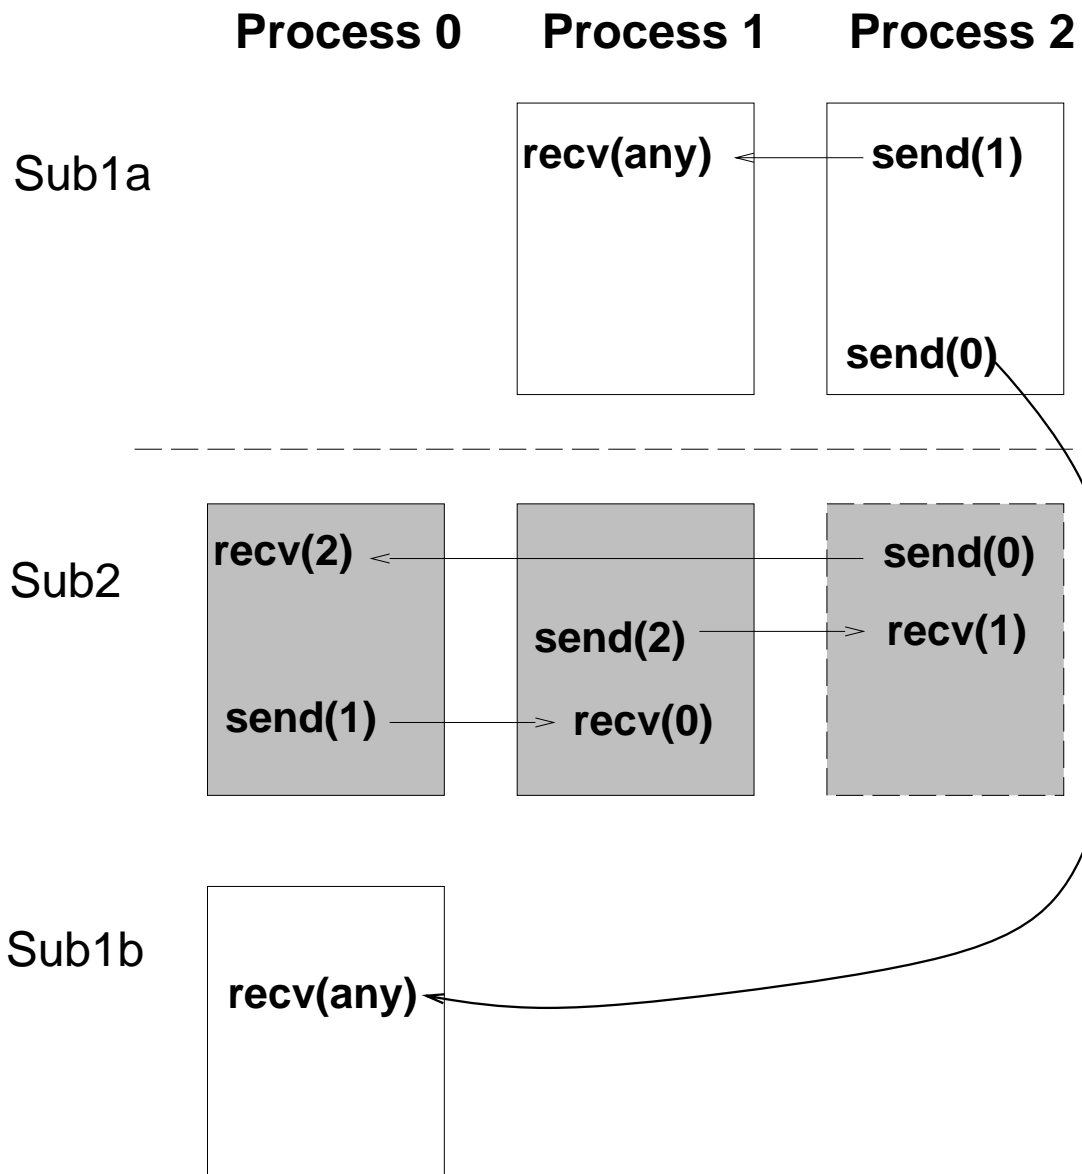 Process 0 Process 1 Process 2
Sub1a
recv(any) send(1)
send(0)
Sub2
recv(2) send(0)
send(2) recv(1)
send(1) recv(0)
Sub1b
recv(any)